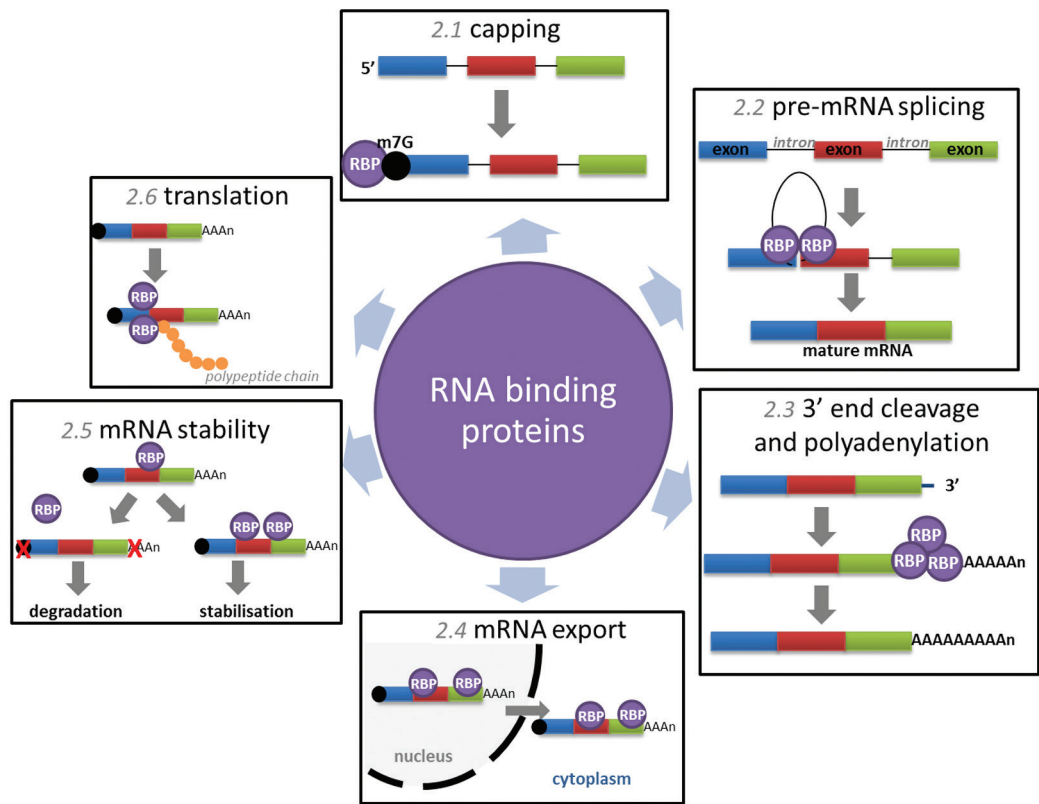 2.1 capping
5’
m7G
RBP
2.2 pre-mRNA splicing
intron intron
exon exon exon
RBP RBP
mature mRNA
2.3 3’ end cleavage
and polyadenylation
3’
RBP
RBP RBP AAAAAn
AAAAAAAAAn
2.4 mRNA export
RBP RBP
AAAn
RBP RBP
AAAn
nucleus
cytoplasm
2.5 mRNA stability
RBP
AAAn
RBP
RBP RBP
X XAAn AAAn
degradation stabilisation
2.6 translation
AAAn
RBP
AAAn
RBP
polypeptide chain
RNA binding
proteins